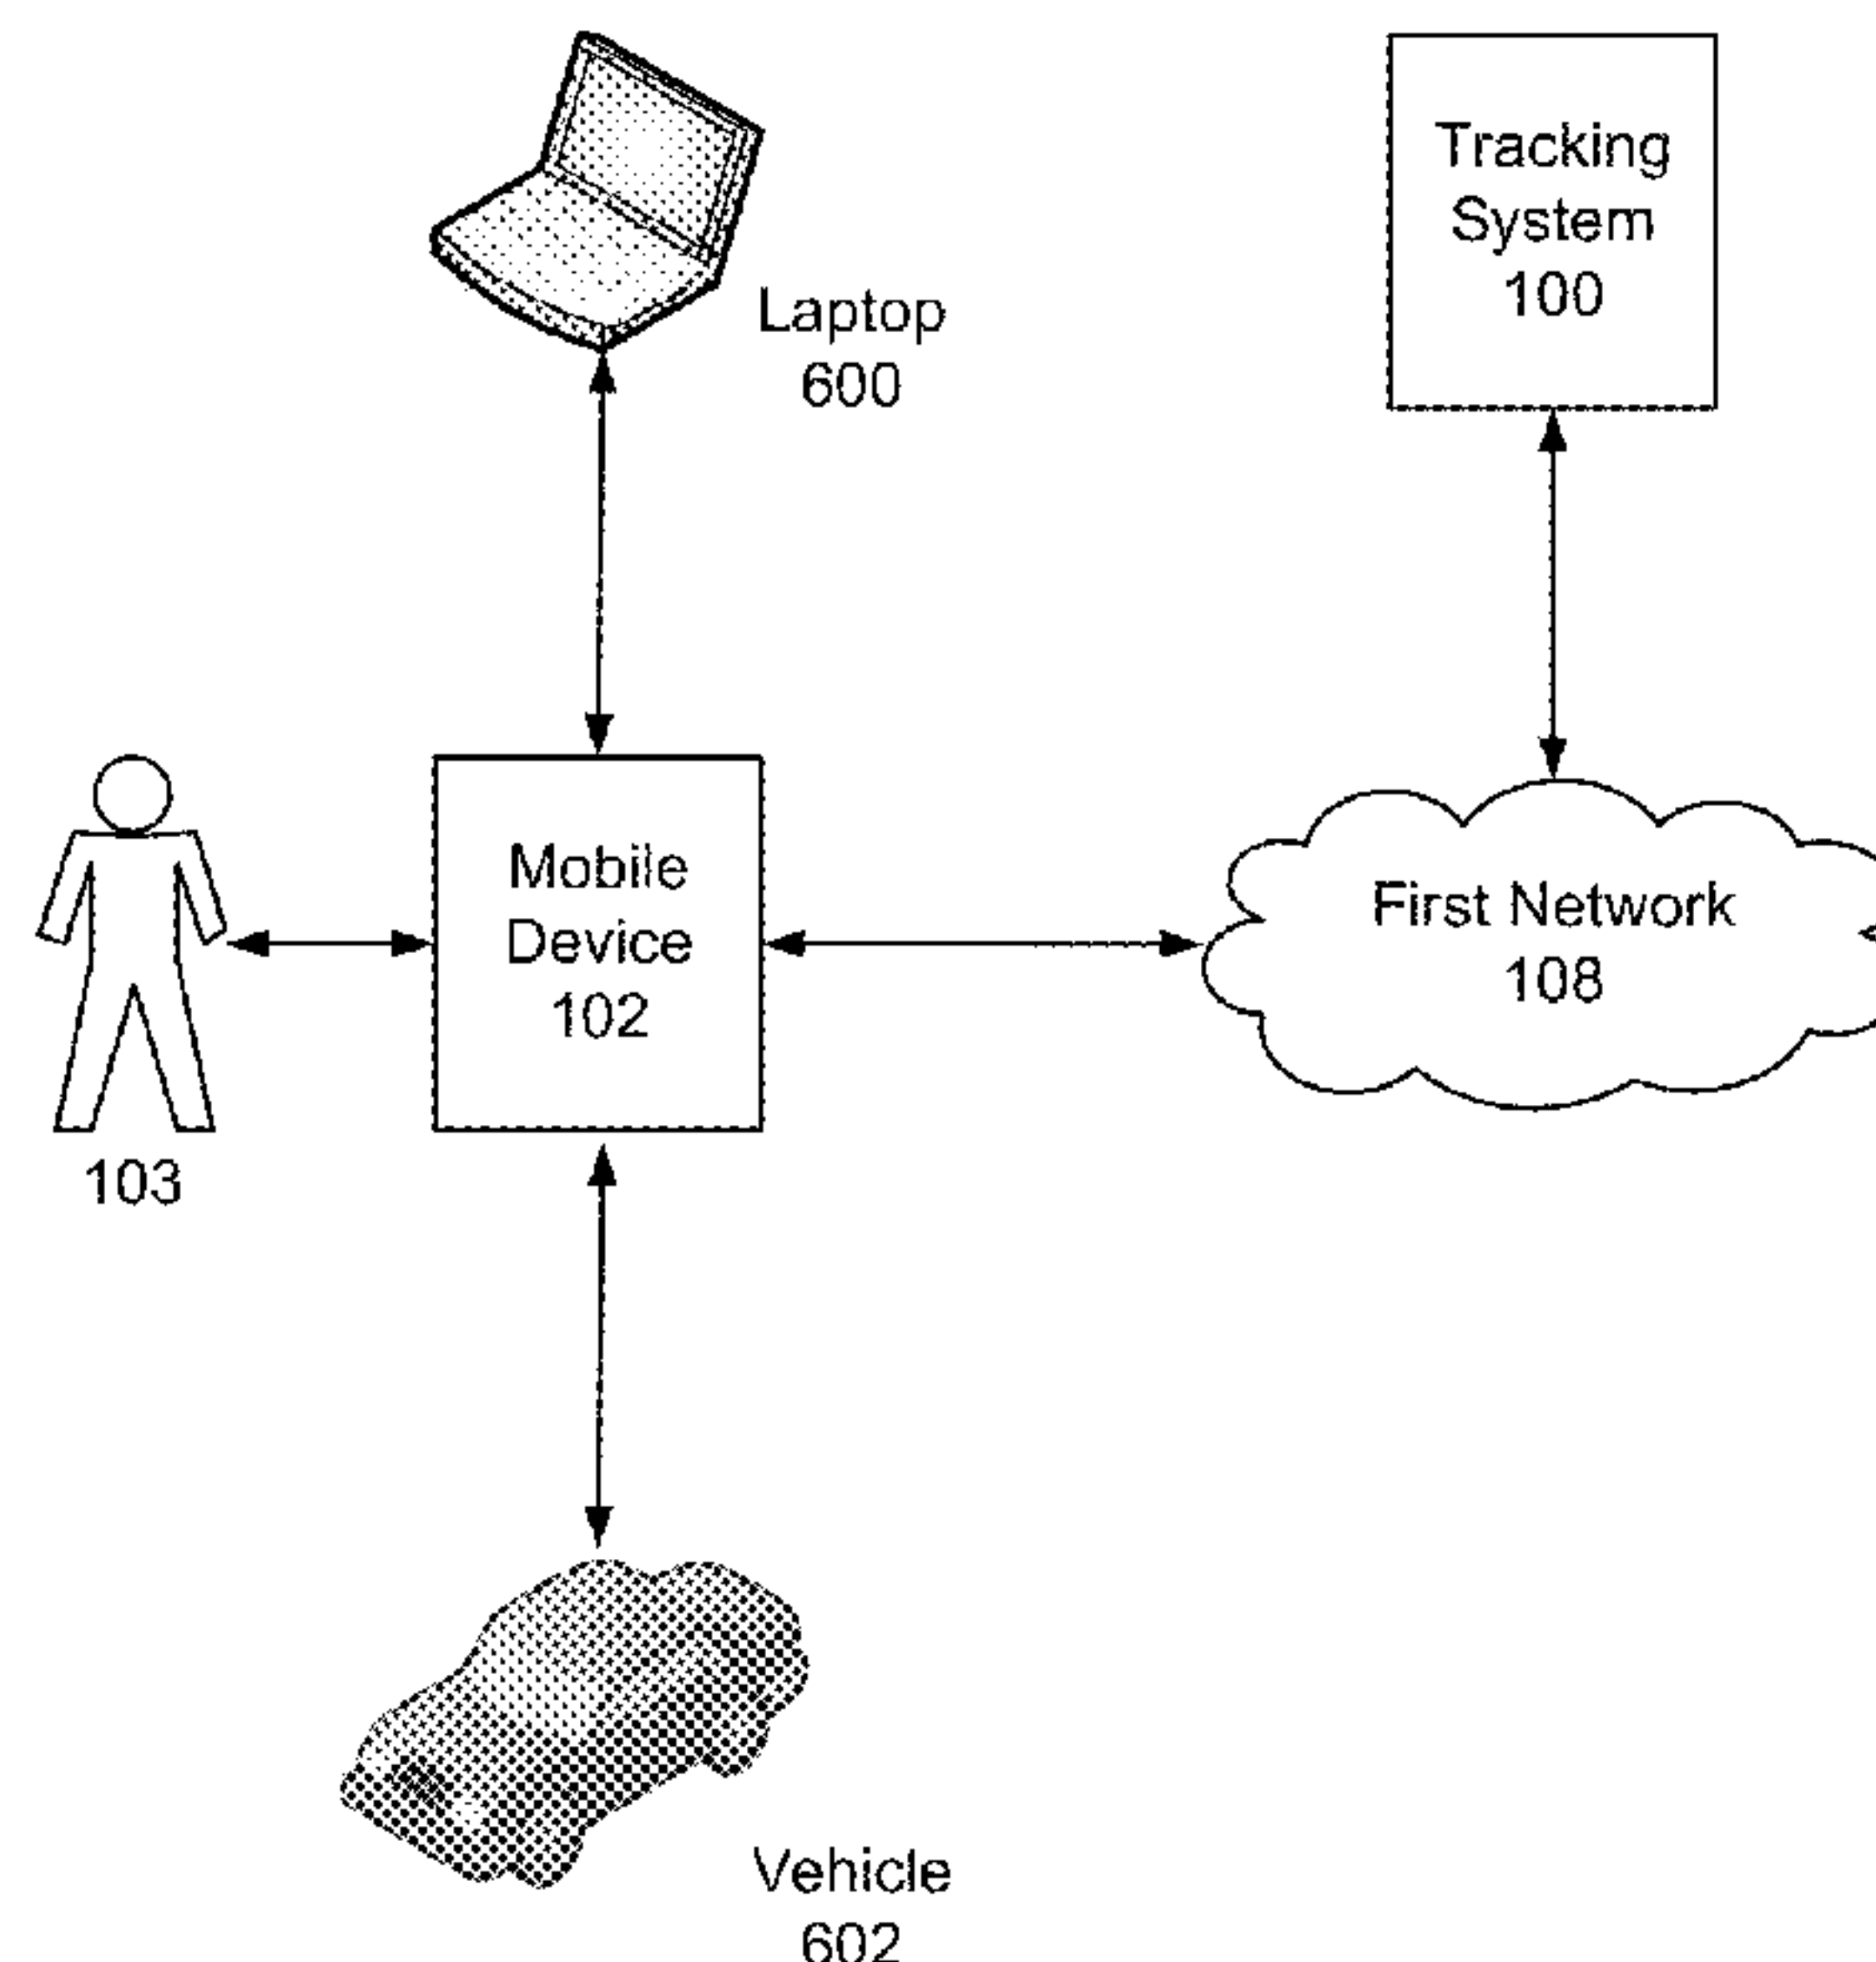 Laptop
600
Tracking
System
100
Mobile
Device
102
First Network
108
103
Vehicle
602